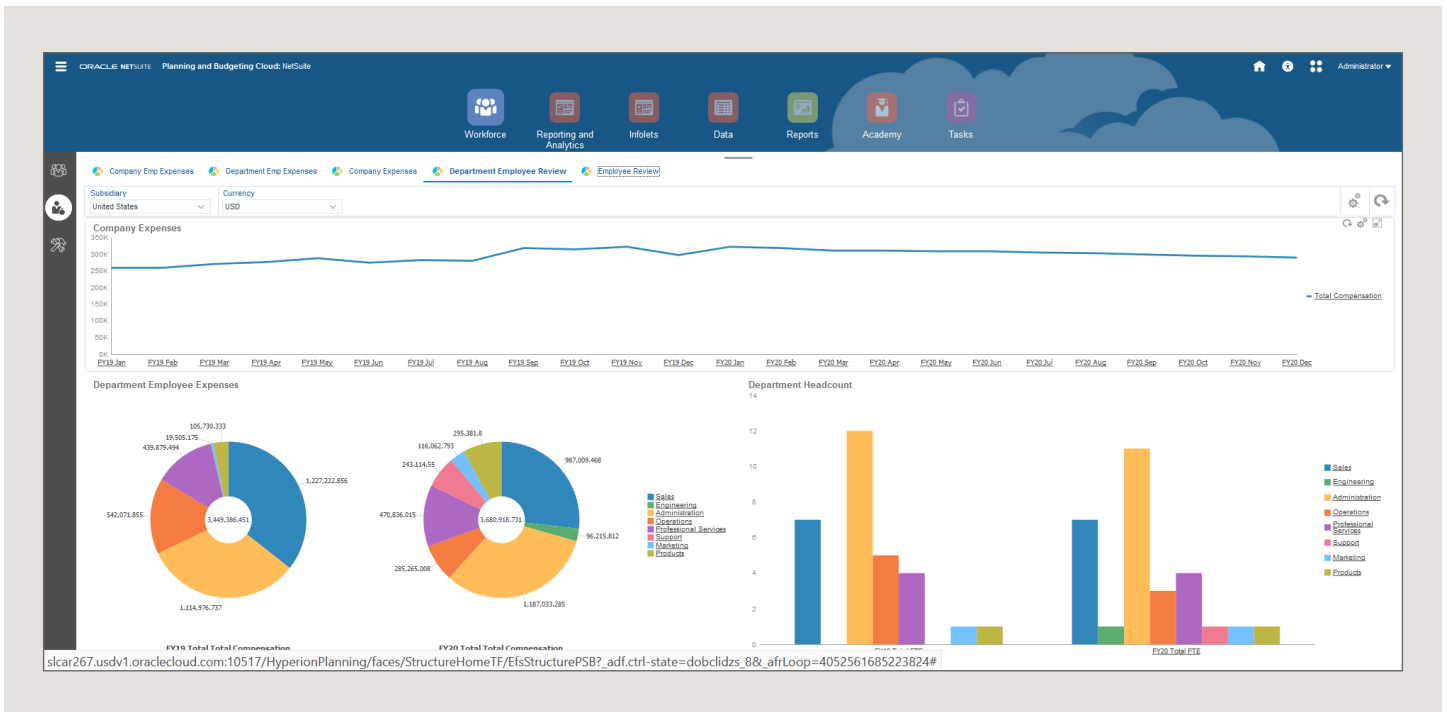 ORACLE NETSUITE Planning and Budgeting Cloud: NetSuite
Administrator
Workforce
Reporting and
Analytics
Infolets
Data
Reports
Academy
Tasks
Company Emp Expenses
Department Emp Expenses
Company Expenses
Department Employee Review
Employee Review
Subsidiary
United States
Currency
USD
Company Expenses
350K
300K
250K
200K
150K
100K
50K
0K
FY19 Jan
FY19 Feb
FY19 Mar
FY19 Apr
FY19 May
FY19 Jun
FY19 Jul
FY19 Aug
FY19 Sep
FY19 Oct
FY19 Nov
FY19 Dec
FY20 Jan
FY20 Feb
FY20 Mar
FY20 Apr
FY20 May
FY20 Jun
FY20 Jul
FY20 Aug
FY20 Sep
FY20 Oct
FY20 Nov
FY20 Dec
Total Compensation
Department Employee Expenses
105,730.333
19,505.175
439,879.494
1,227,222.856
542,071.855
3,449,386.451
1,114,976.737
FY19 Total Total Compensation
295,381.8
116,062.793
243,114.55
987,009.468
470,836.015
3,680,918.731
96,215.812
285,265.008
1,187,033.285
FY20 Total Total Compensation
Sales
Engineering
Administration
Operations
Professional Services
Support
Marketing
Products
Department Headcount
14
12
10
8
6
4
2
0
FY19 Total FTE
FY20 Total FTE
Sales
Engineering
Administration
Operations
Professional
Services
Support
Marketing
Products
slcar267.usdv1.oraclecloud.com:10517/HyperionPlanning/faces/StructureHomeTF/EfsStructurePSB?_adf.ctrl-state=dobclidzs_8&_afrLoop=4052561685223824#